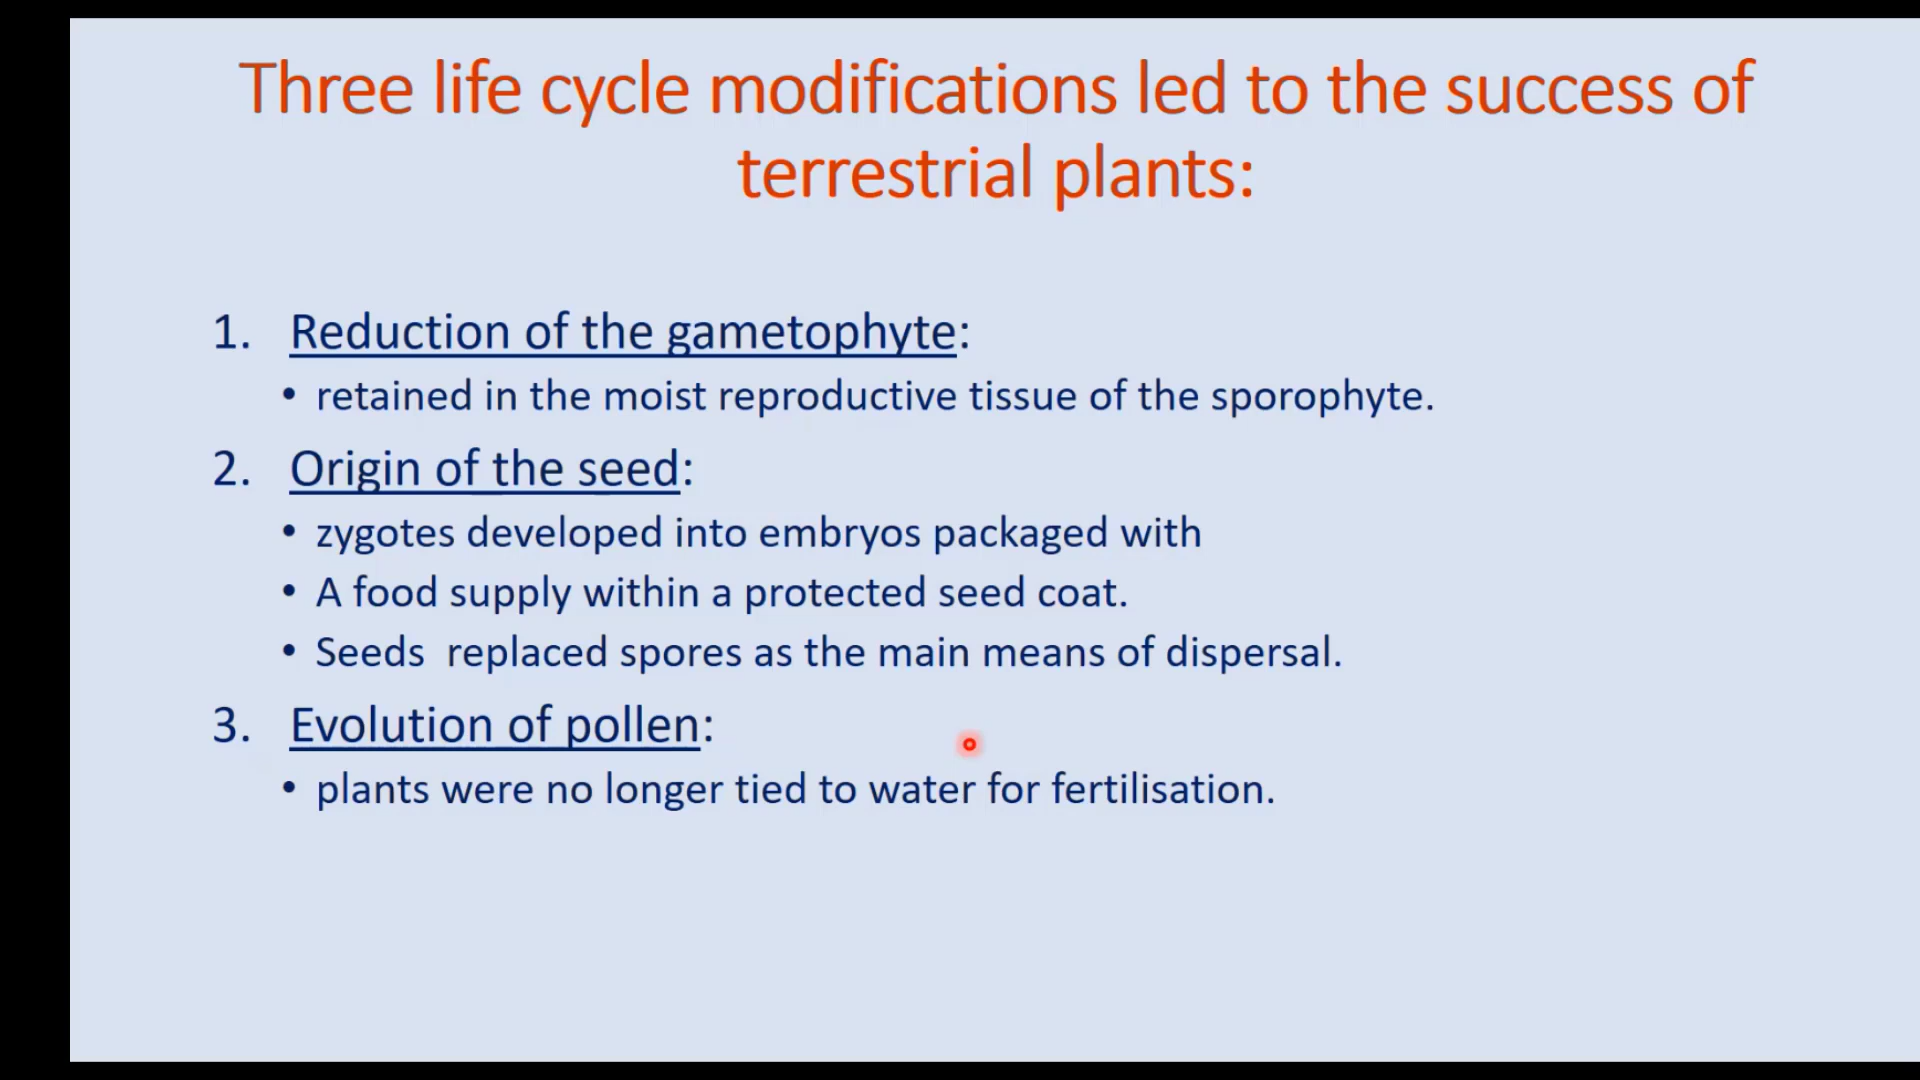 Three life cycle modifications led to the success of
terrestrial plants:
1. Reduction of the gametophyte:
• retained in the moist reproductive tissue of the sporophyte.
2. Origin of the seed:
• zygotes developed into embryos packaged with
• A food supply within a protected seed coat.
• Seeds  replaced spores as the main means of dispersal.
3. Evolution of pollen:
• plants were no longer tied to water for fertilisation.